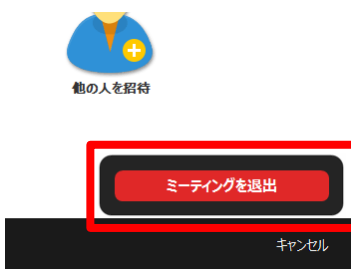 他の人を招待
ミーティングを退出
キャンセル